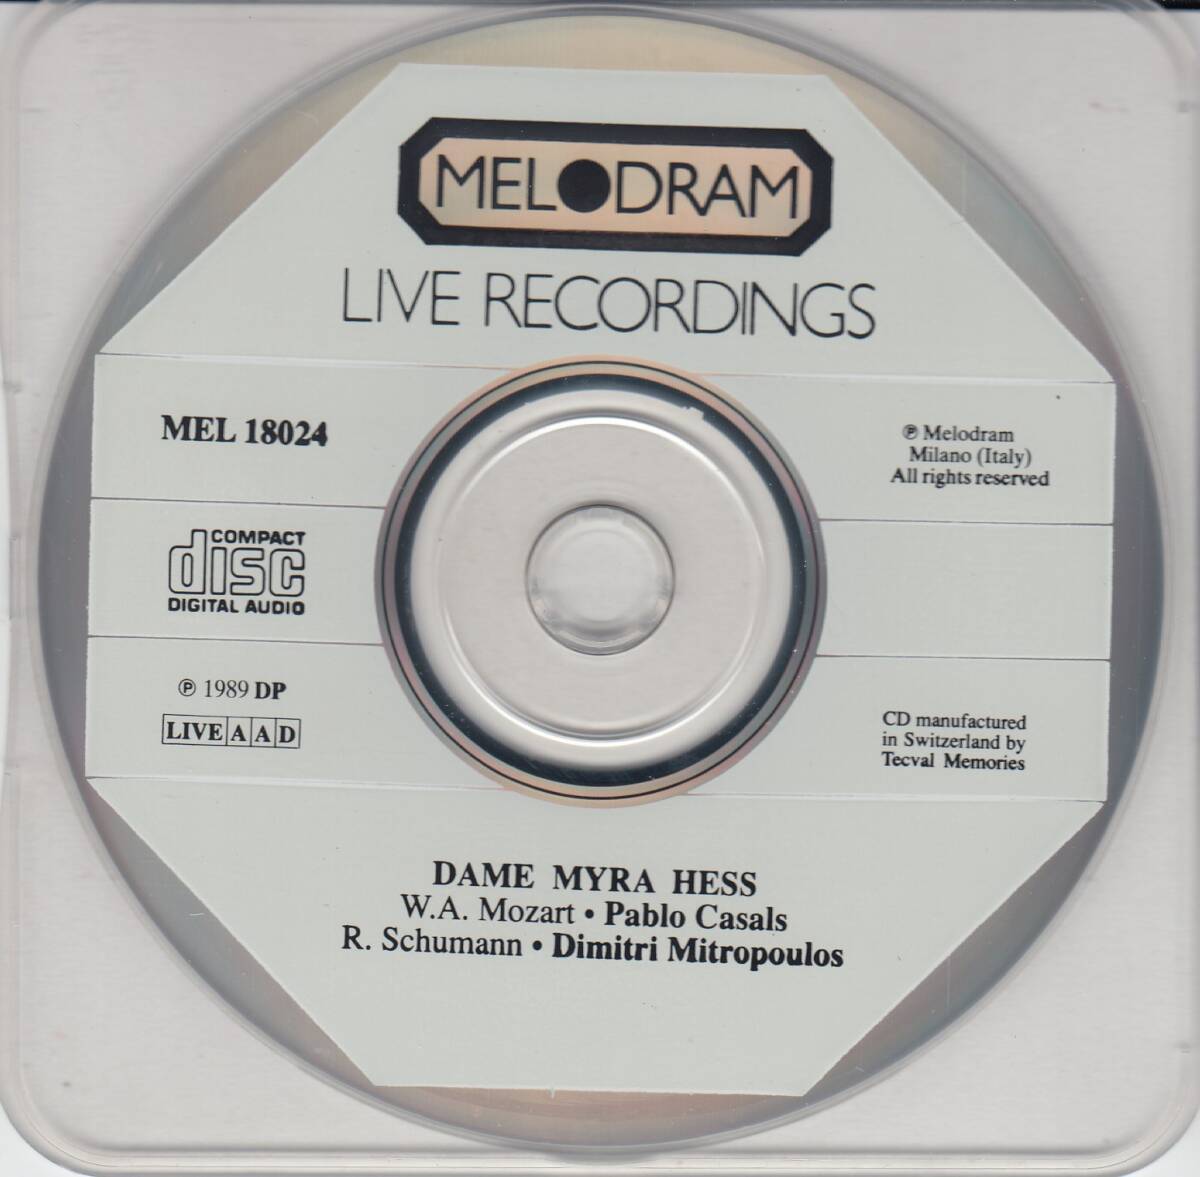 MELODRAM
LIVE RECORDINGS
MEL 18024
℗ Melodram
Milano (Italy)
All rights reserved
COMPACT
disc
DIGITAL AUDIO
℗ 1989 DP
LIVE A A D
CD manufactured
in Switzerland by
Tecval Memories
DAME MYRA HESS
W.A. Mozart • Pablo Casals
R. Schumann • Dimitri Mitropoulos